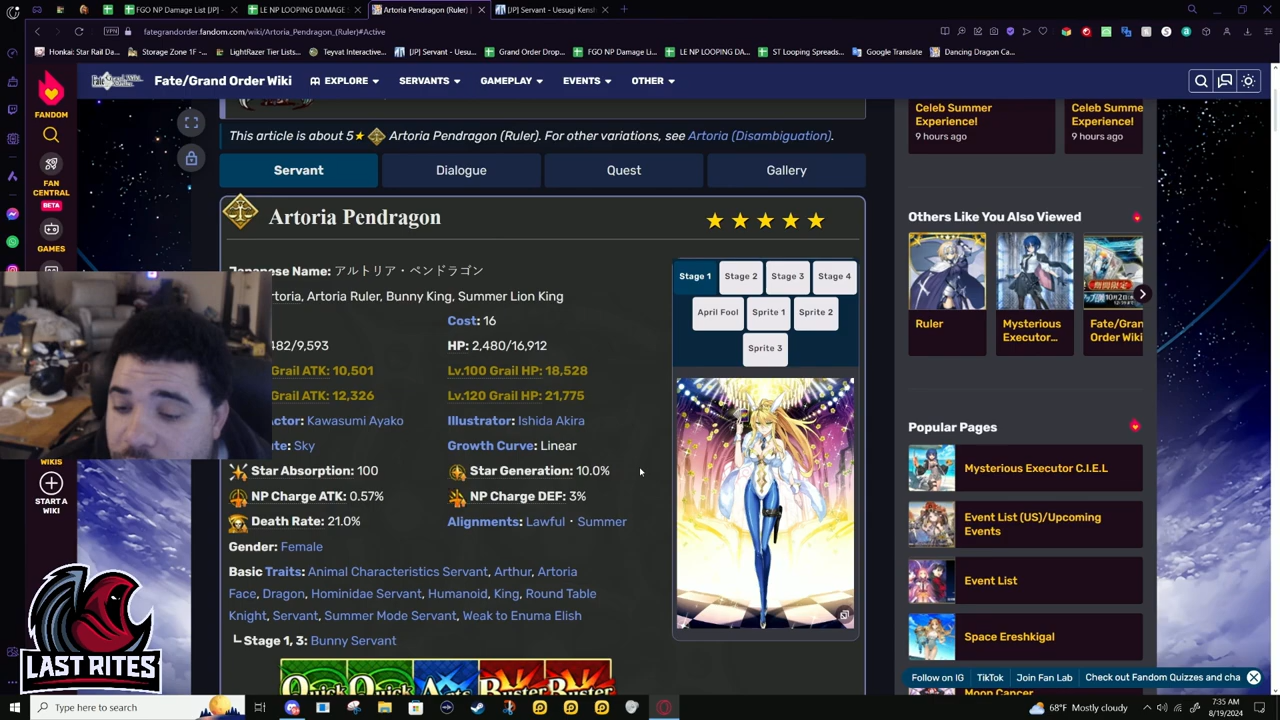 FGO NP Damage List [JP] -
LE NP LOOPING DAMAGE
Artoria Pendragon (Ruler) |
[JP] Servant - Uesugi Kens
VPN
fategrandorder.fandom.com/wiki/Artoria_Pendragon_(Ruler)#Active
Honkai: Star Rail Da...
Storage Zone 1F -...
LightRazer Tier Lists...
Teyvat Interactive...
[JP] Servant - Uesu...
Grand Order Drop...
FGO NP Damage Li...
LE NP LOOPING DA...
ST Looping Spreads...
Google Translate
Dancing Dragon Ca...
FANDOM
Fate/Grand Order Wiki
EXPLORE
SERVANTS
GAMEPLAY
EVENTS
OTHER
FAN CENTRAL
BETA
GAMES
WIKIS
START A WIKI
This article is about 5★ Artoria Pendragon (Ruler). For other variations, see Artoria (Disambiguation).
Servant
Dialogue
Quest
Gallery
Artoria Pendragon
Japanese Name: アルトリア・ペンドラゴン
rtoria, Artoria Ruler, Bunny King, Summer Lion King
Cost: 16
482/9,593
HP: 2,480/16,912
Grail ATK: 10,501
Lv.100 Grail HP: 18,528
Grail ATK: 12,326
Lv.120 Grail HP: 21,775
actor: Kawasumi Ayako
Illustrator: Ishida Akira
te: Sky
Growth Curve: Linear
Star Absorption: 100
Star Generation: 10.0%
NP Charge ATK: 0.57%
NP Charge DEF: 3%
Death Rate: 21.0%
Alignments: Lawful・Summer
Gender: Female
Basic Traits: Animal Characteristics Servant, Arthur, Artoria
Face, Dragon, Hominidae Servant, Humanoid, King, Round Table
Knight, Servant, Summer Mode Servant, Weak to Enuma Elish
┗Stage 1, 3: Bunny Servant
Quick
Quick
Arts
Buster
Buster
Stage 1
Stage 2
Stage 3
Stage 4
April Fool
Sprite 1
Sprite 2
Sprite 3
Celeb Summer
Experience!
9 hours ago
Celeb Summe
Experience!
9 hours ago
Others Like You Also Viewed
Ruler
Mysterious
Executor...
Fate/Gran
Order Wiki
Popular Pages
Mysterious Executor C.I.E.L
Event List (US)/Upcoming
Events
Event List
Space Ereshkigal
Moon Cancer
Follow on IG
TikTok
Join Fan Lab
Check out Fandom Quizzes and cha
LAST RITES
Type here to search
68°F Mostly cloudy
7:35 AM
8/19/2024